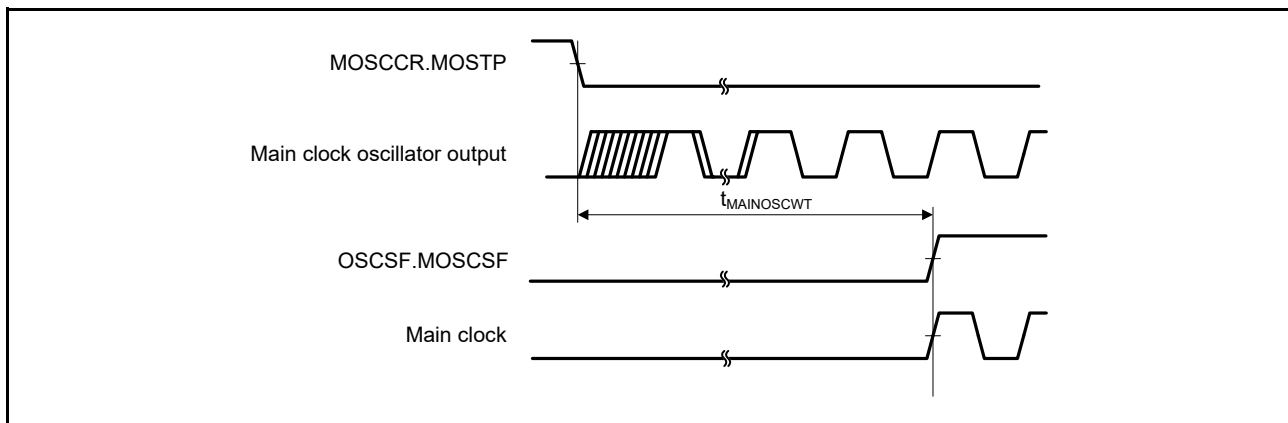 MOSCCR.MOSTP
Main clock oscillator output
tMAINOSCWT
OSCSF.MOSCSF
Main clock